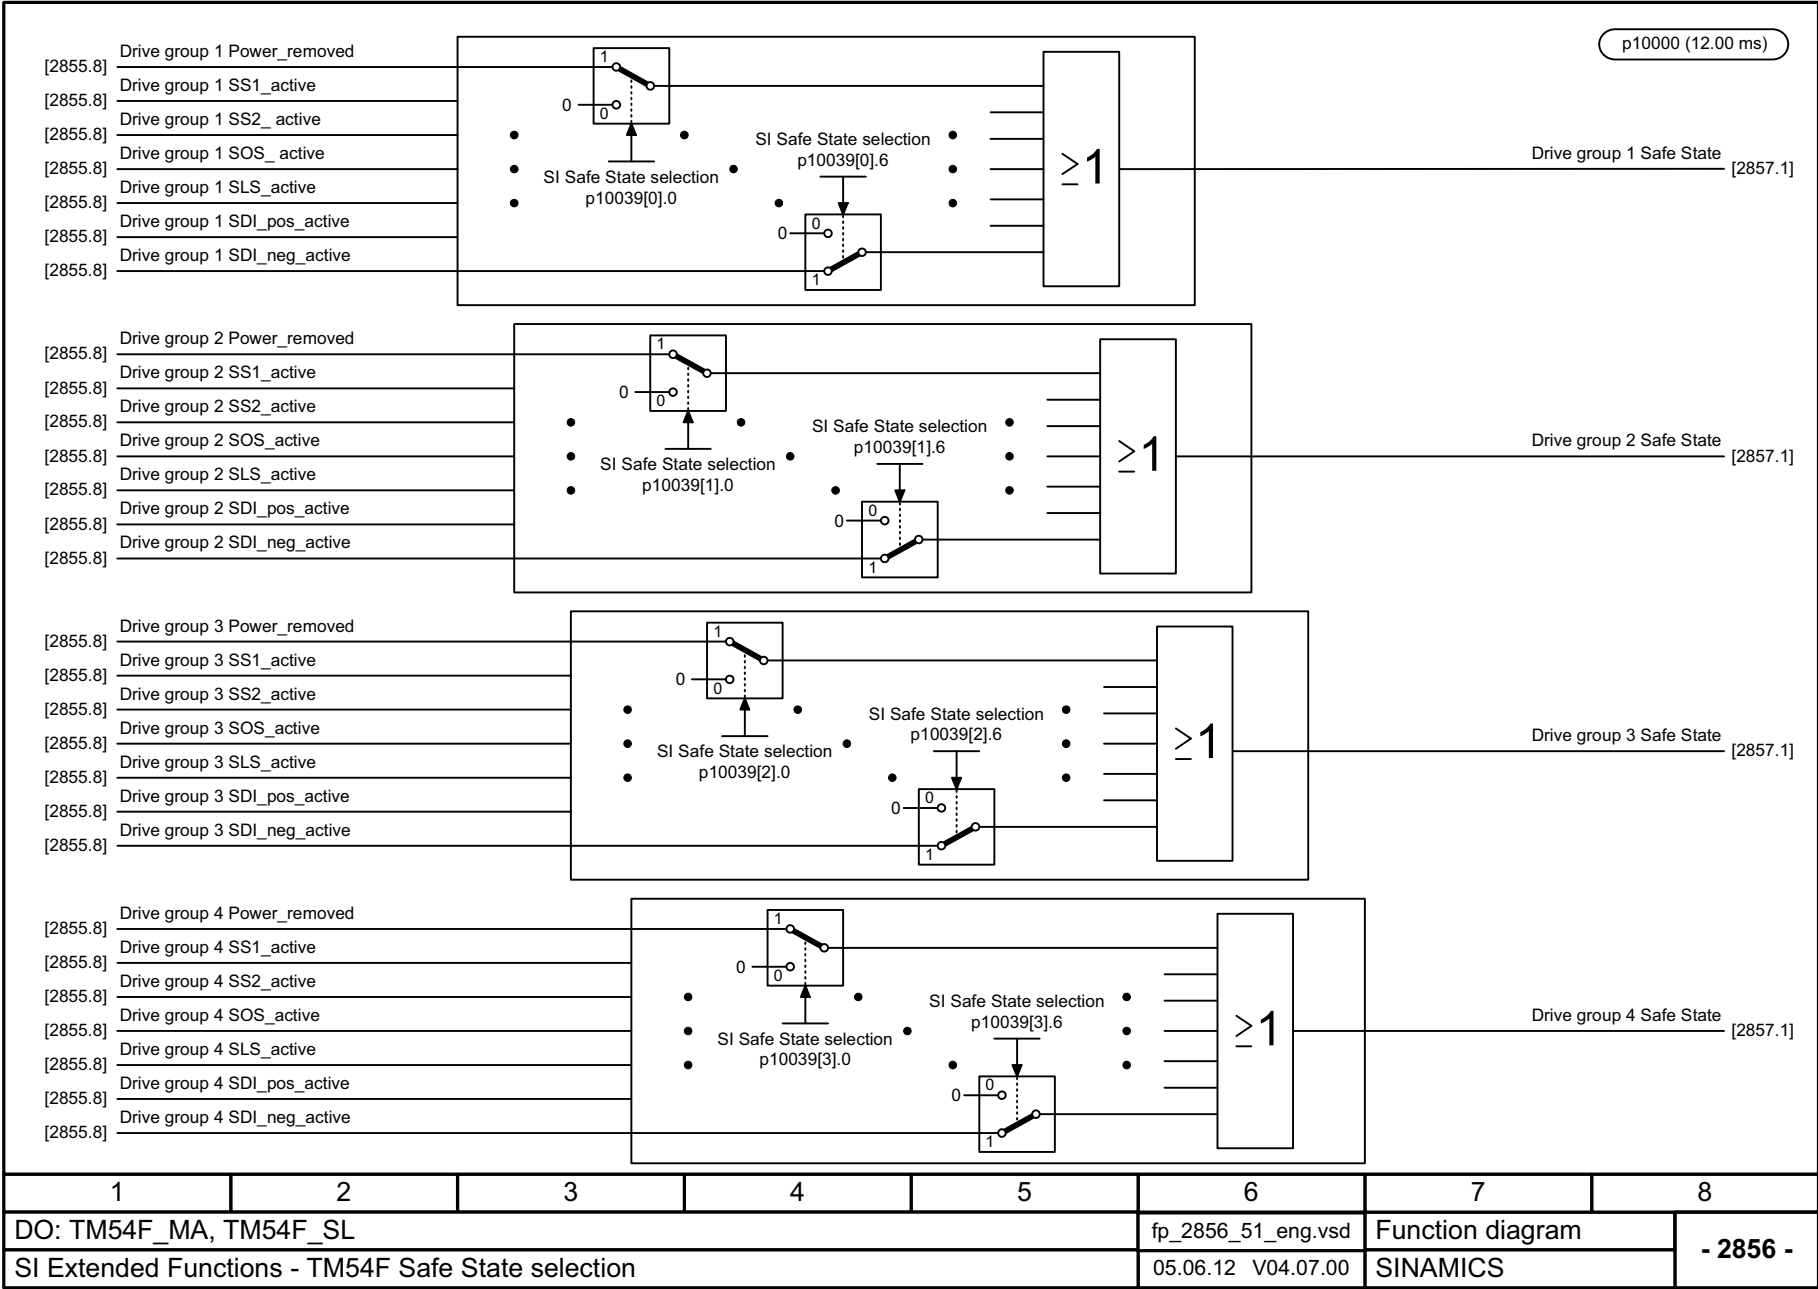 p10000 (12.00 ms)
Drive group 1 Power_removed
[2855.8]
Drive group 1 SS1_active
[2855.8]
Drive group 1 SS2_ active
[2855.8]
Drive group 1 SOS_ active
[2855.8]
Drive group 1 SLS_active
[2855.8]
Drive group 1 SDI_pos_active
[2855.8]
Drive group 1 SDI_neg_active
[2855.8]
1
0
0
SI Safe State selection
p10039[0].0
SI Safe State selection
p10039[0].6
0
0
1
≥1
Drive group 1 Safe State
[2857.1]
Drive group 2 Power_removed
[2855.8]
Drive group 2 SS1_active
[2855.8]
Drive group 2 SS2_active
[2855.8]
Drive group 2 SOS_active
[2855.8]
Drive group 2 SLS_active
[2855.8]
Drive group 2 SDI_pos_active
[2855.8]
Drive group 2 SDI_neg_active
[2855.8]
1
0
0
SI Safe State selection
p10039[1].0
SI Safe State selection
p10039[1].6
0
0
1
≥1
Drive group 2 Safe State
[2857.1]
Drive group 3 Power_removed
[2855.8]
Drive group 3 SS1_active
[2855.8]
Drive group 3 SS2_active
[2855.8]
Drive group 3 SOS_active
[2855.8]
Drive group 3 SLS_active
[2855.8]
Drive group 3 SDI_pos_active
[2855.8]
Drive group 3 SDI_neg_active
[2855.8]
1
0
0
SI Safe State selection
p10039[2].0
SI Safe State selection
p10039[2].6
0
0
1
≥1
Drive group 3 Safe State
[2857.1]
Drive group 4 Power_removed
[2855.8]
Drive group 4 SS1_active
[2855.8]
Drive group 4 SS2_active
[2855.8]
Drive group 4 SOS_active
[2855.8]
Drive group 4 SLS_active
[2855.8]
Drive group 4 SDI_pos_active
[2855.8]
Drive group 4 SDI_neg_active
[2855.8]
1
0
0
SI Safe State selection
p10039[3].0
SI Safe State selection
p10039[3].6
0
0
1
≥1
Drive group 4 Safe State
[2857.1]
1 2 3 4 5 6 7 8
DO: TM54F_MA, TM54F_SL
fp_2856_51_eng.vsd
Function diagram
- 2856 -
SI Extended Functions - TM54F Safe State selection
05.06.12 V04.07.00
SINAMICS